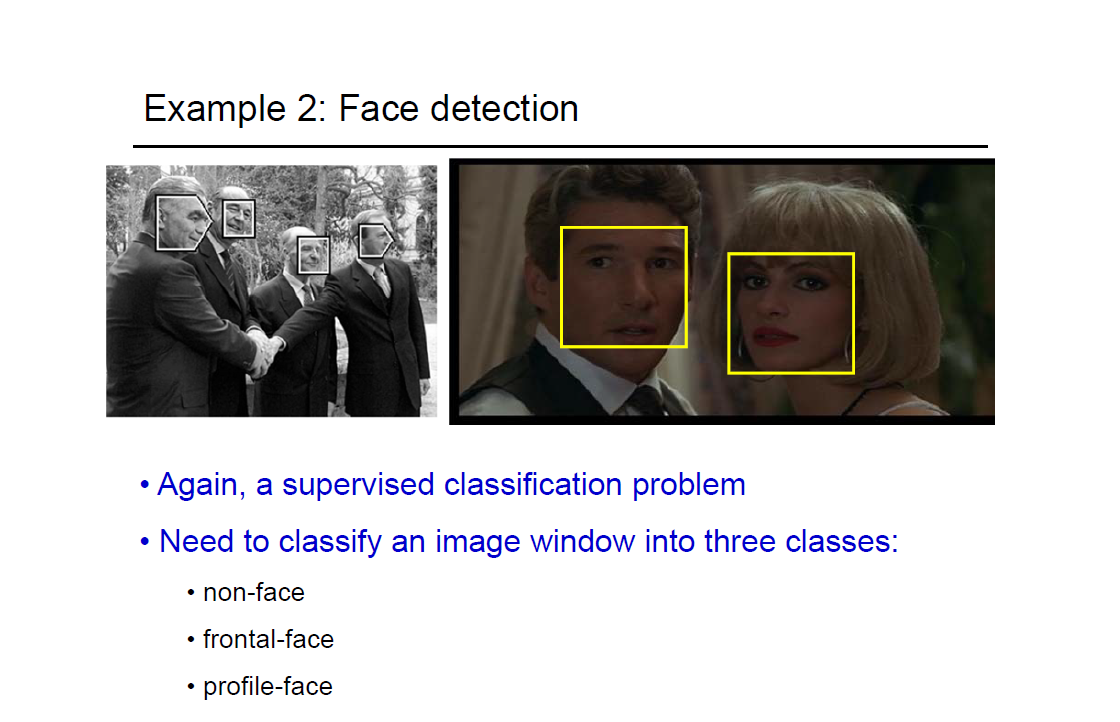 Example 2: Face detection
• Again, a supervised classification problem
• Need to classify an image window into three classes:
• non-face
• frontal-face
• profile-face